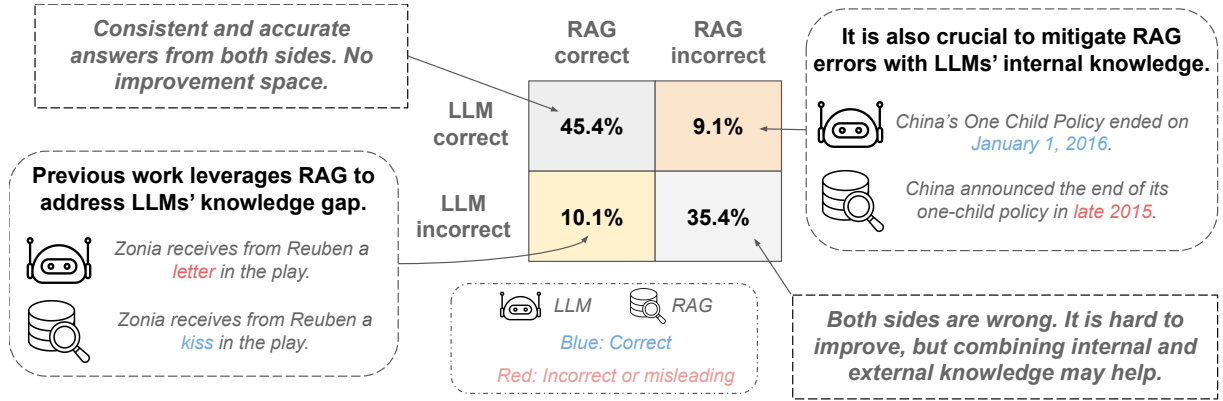 Consistent and accurate
answers from both sides. No
improvement space.
RAG
correct
RAG
incorrect
LLM
correct
45.4%
9.1%
LLM
incorrect
10.1%
35.4%
It is also crucial to mitigate RAG
errors with LLMs' internal knowledge.
China's One Child Policy ended on
January 1, 2016.
China announced the end of its
one-child policy in late 2015.
Previous work leverages RAG to
address LLMs' knowledge gap.
Zonia receives from Reuben a
letter in the play.
Zonia receives from Reuben a
kiss in the play.
LLM
RAG
Blue: Correct
Red: Incorrect or misleading
Both sides are wrong. It is hard to
improve, but combining internal and
external knowledge may help.